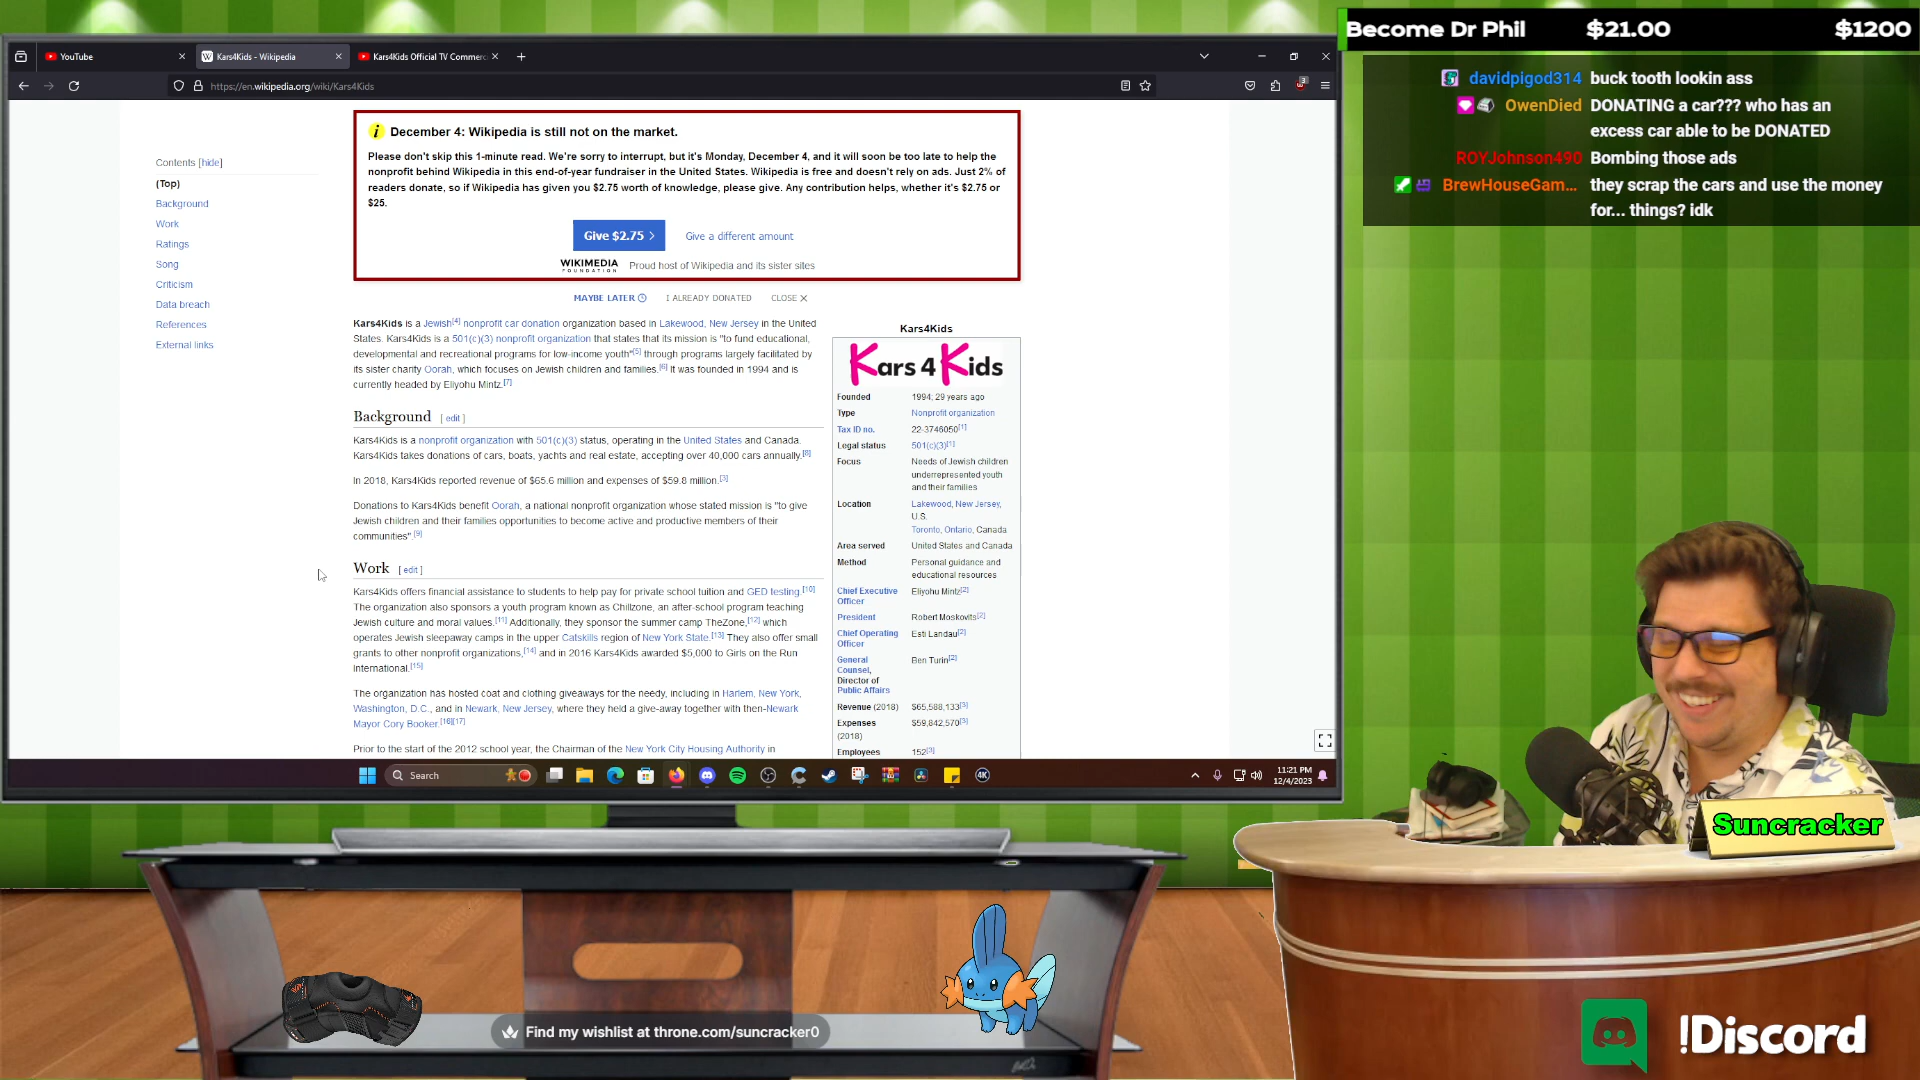 YouTube
Kars4Kids - Wikipedia
Kars4Kids Official TV Commerc
https://en.wikipedia.org/wiki/Kars4Kids
3
Contents [hide]
(Top)
Background
Work
Ratings
Song
Criticism
Data breach
References
External links
December 4: Wikipedia is still not on the market.
Please don't skip this 1-minute read. We're sorry to interrupt, but it's Monday, December 4, and it will soon be too late to help the
nonprofit behind Wikipedia in this end-of-year fundraiser in the United States. Wikipedia is free and doesn't rely on ads. Just 2% of
readers donate, so if Wikipedia has given you $2.75 worth of knowledge, please give. Any contribution helps, whether it's $2.75 or
$25.
Give $2.75
Give a different amount
WIKIMEDIA
FOUNDATION
Proud host of Wikipedia and its sister sites
MAYBE LATER
I ALREADY DONATED
CLOSE
Kars4Kids is a Jewish[4] nonprofit car donation organization based in Lakewood, New Jersey in the United
States. Kars4Kids is a 501(c)(3) nonprofit organization that states that its mission is "to fund educational,
developmental and recreational programs for low-income youth"[5] through programs largely facilitated by
its sister charity Oorah, which focuses on Jewish children and families.[6] It was founded in 1994 and is
currently headed by Eliyohu Mintz.[7]
Background [ edit ]
Kars4Kids is a nonprofit organization with 501(c)(3) status, operating in the United States and Canada.
Kars4Kids takes donations of cars, boats, yachts and real estate, accepting over 40,000 cars annually.[8]
In 2018, Kars4Kids reported revenue of $65.6 million and expenses of $59.8 million.[3]
Donations to Kars4Kids benefit Oorah, a national nonprofit organization whose stated mission is "to give
Jewish children and their families opportunities to become active and productive members of their
communities".[9]
Work [ edit ]
Kars4Kids offers financial assistance to students to help pay for private school tuition and GED testing.[10]
The organization also sponsors a youth program known as Chillzone, an after-school program teaching
Jewish culture and moral values.[11] Additionally, they sponsor the summer camp TheZone,[12] which
operates Jewish sleepaway camps in the upper Catskills region of New York State.[13] They also offer small
grants to other nonprofit organizations,[14] and in 2016 Kars4Kids awarded $5,000 to Girls on the Run
International.[15]
The organization has hosted coat and clothing giveaways for the needy, including in Harlem, New York,
Washington, D.C., and in Newark, New Jersey, where they held a give-away together with then-Newark
Mayor Cory Booker.[16][17]
Prior to the start of the 2012 school year, the Chairman of the New York City Housing Authority in
Kars4Kids
Kars 4 Kids
Founded 1994; 29 years ago
Type Nonprofit organization
Tax ID no. 22-3746050[1]
Legal status 501(c)(3)[1]
Focus Needs of Jewish children
underrepresented youth
and their families
Location Lakewood, New Jersey,
U.S.
Toronto, Ontario, Canada
Area served United States and Canada
Method Personal guidance and
educational resources
Chief Executive Eliyohu Mintz[2]
Officer
President Robert Moskovits[2]
Chief Operating Esti Landau[2]
Officer
General Ben Turin[2]
Counsel,
Director of
Public Affairs
Revenue (2018) $65,588,133[3]
Expenses $59,842,570[3]
(2018)
Employees 152[3]
Search
4K
11:21 PM
12/4/2023
Become Dr Phil $21.00 $1200
davidpigod314 buck tooth lookin ass
OwenDied DONATING a car??? who has an
excess car able to be DONATED
ROYJohnson490 Bombing those ads
BrewHouseGam... they scrap the cars and use the money
for... things? idk
Suncracker
Find my wishlist at throne.com/suncracker0
!Discord